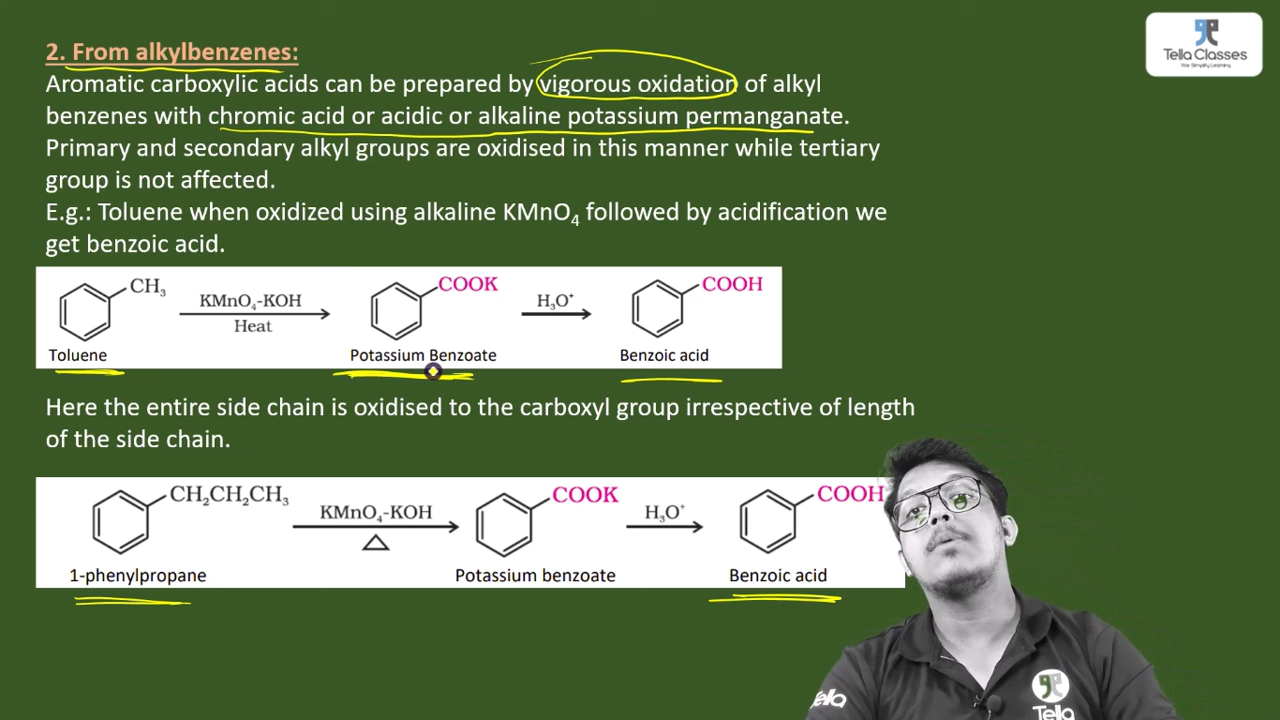 Tella Classes
We Simplify Learning
2. From alkylbenzenes:
Aromatic carboxylic acids can be prepared by vigorous oxidation of alkyl
benzenes with chromic acid or acidic or alkaline potassium permanganate.
Primary and secondary alkyl groups are oxidised in this manner while tertiary
group is not affected.
E.g.: Toluene when oxidized using alkaline KMnO₄ followed by acidification we
get benzoic acid.
CH₃ KMnO₄-KOH COOK H₃O⁺ COOH
Heat
Toluene Potassium Benzoate Benzoic acid
Here the entire side chain is oxidised to the carboxyl group irrespective of length
of the side chain.
CH₂CH₂CH₃ KMnO₄-KOH COOK H₃O⁺ COOH
△
1-phenylpropane Potassium benzoate Benzoic acid
Tella
Tella